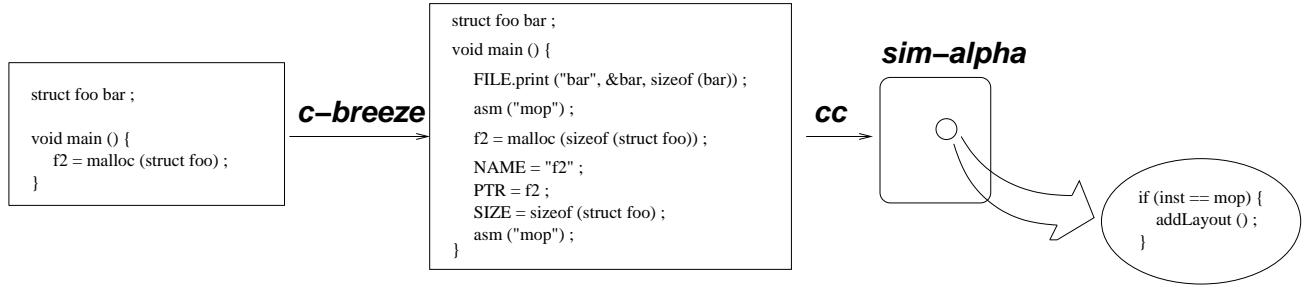 struct foo bar ;
void main () {
f2 = malloc (struct foo) ;
}
c−breeze
struct foo bar ;
void main () {
FILE.print ("bar", &bar, sizeof (bar)) ;
asm ("mop") ;
f2 = malloc (sizeof (struct foo)) ;
NAME = "f2" ;
PTR = f2 ;
SIZE = sizeof (struct foo) ;
asm ("mop") ;
}
cc
sim−alpha
if (inst == mop) {
addLayout () ;
}